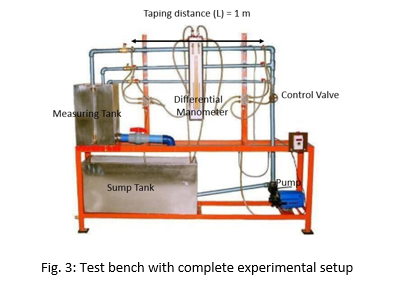 Taping distance (L) = 1 m
Control Valve
Differential
Manometer
Measuring Tank
Pump
Sump Tank
Fig. 3: Test bench with complete experimental setup